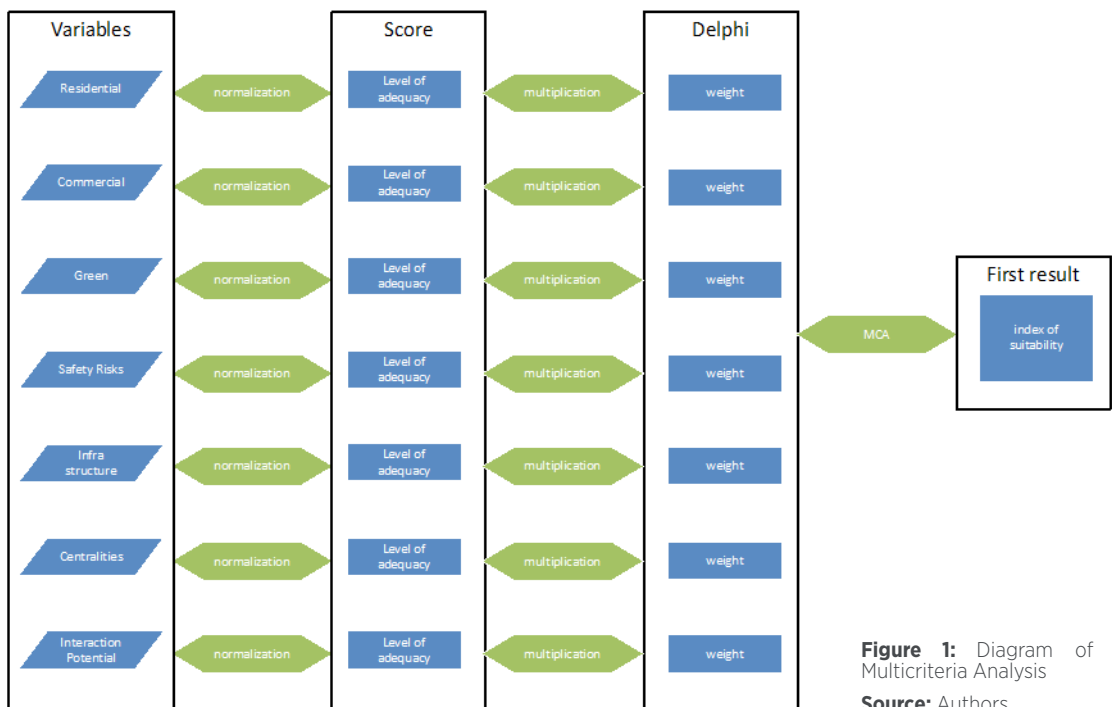 Variables
Score
Delphi
Residential
normalization
Level of
adequacy
multiplication
weight
Commercial
normalization
Level of
adequacy
multiplication
weight
Green
normalization
Level of
adequacy
multiplication
weight
First result
index of
suitability
MCA
Safety Risks
normalization
Level of
adequacy
multiplication
weight
Infra
structure
normalization
Level of
adequacy
multiplication
weight
Centralities
normalization
Level of
adequacy
multiplication
weight
Interaction
Potential
normalization
Level of
adequacy
multiplication
weight
Figure 1: Diagram of
Multicriteria Analysis
Source: Authors